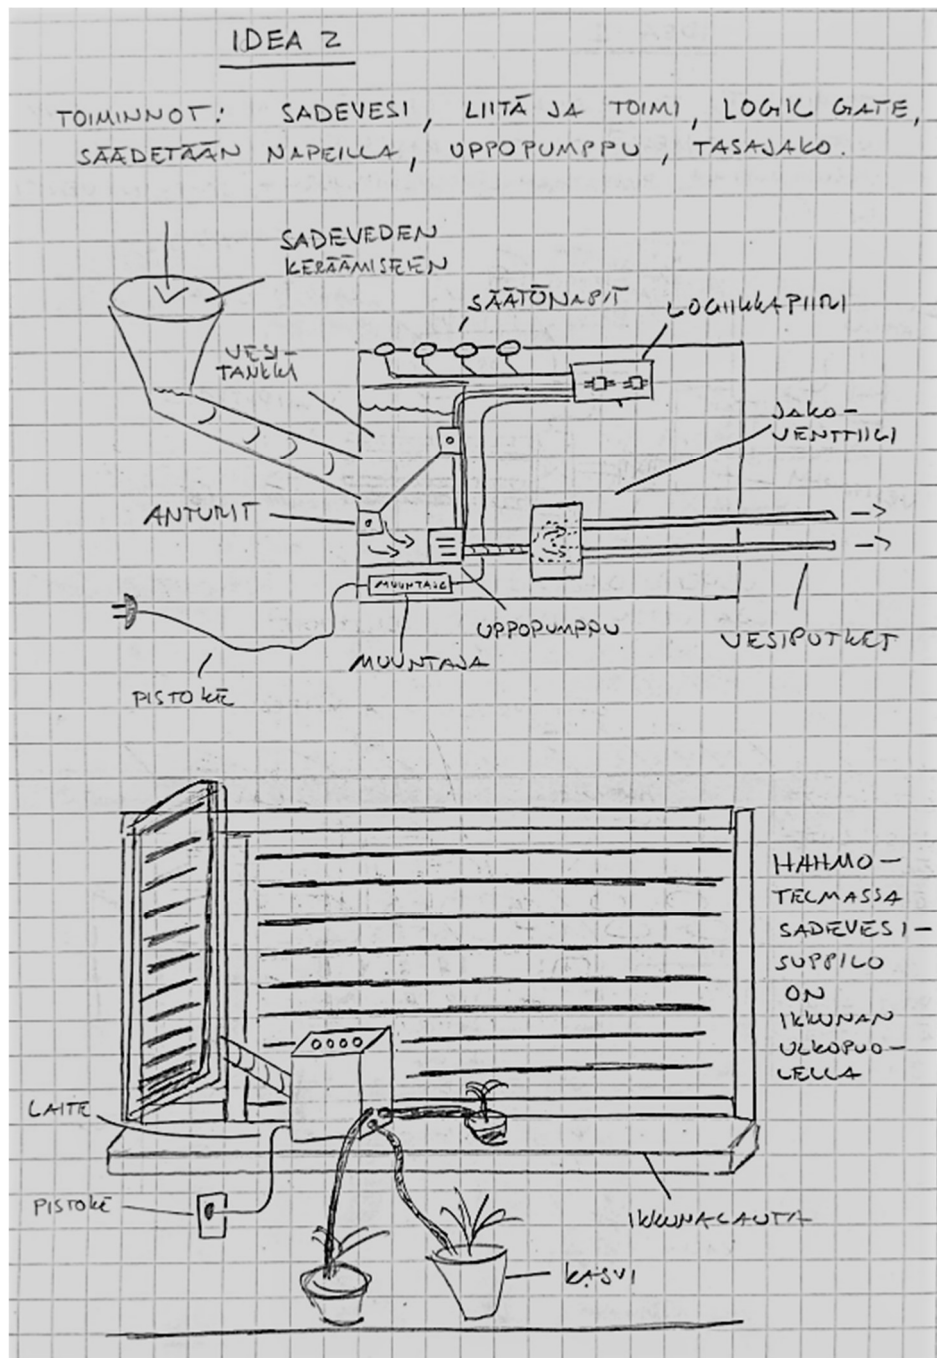 IDEA 2
TOIMINNOT: SADEVESI, LIITÄ JA TOIMI, LOGIC GATE,
SÄÄDETÄÄN NAPEILLA, UPPOPUMPPU, TASAJAKO.
SADEVEDEN
KERÄÄMISEEN
SÄÄTÖNAPIT
LOGIIKKAPIIRI
VESI-
TANKKI
JAKO-
VENTTIILI
ANTURIT
MUUNTAJA
UPPOPUMPPU
VESIPUTKET
MUUNTAJA
PISTOKE
HAHMO-
TELMASSA
SADEVESI-
SUPPILO
ON
IKKUNAN
ULKOPUO-
LELLA
LAITE
PISTOKE
IKKUNALAUTA
KASVI